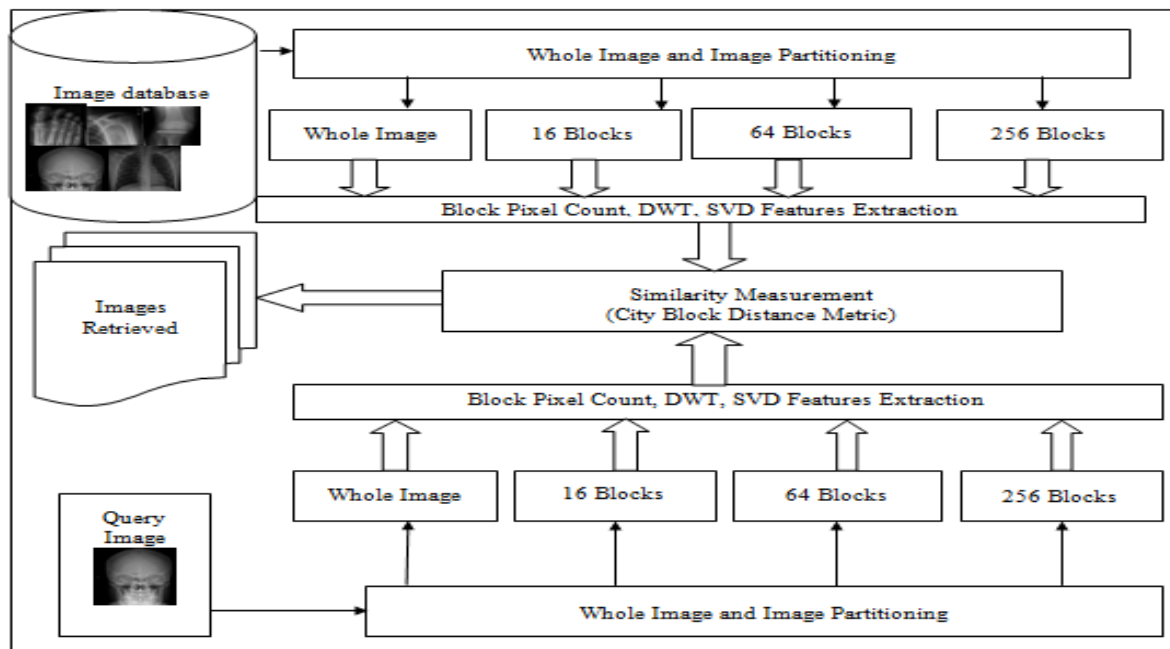 Whole Image and Image Partitioning
Image database
Whole Image
16 Blocks
64 Blocks
256 Blocks
Block Pixel Count, DWT, SVD Features Extraction
Images
Retrieved
Similarity Measurement
(City Block Distance Metric)
Block Pixel Count, DWT, SVD Features Extraction
Whole Image
16 Blocks
64 Blocks
256 Blocks
Query
Image
Whole Image and Image Partitioning